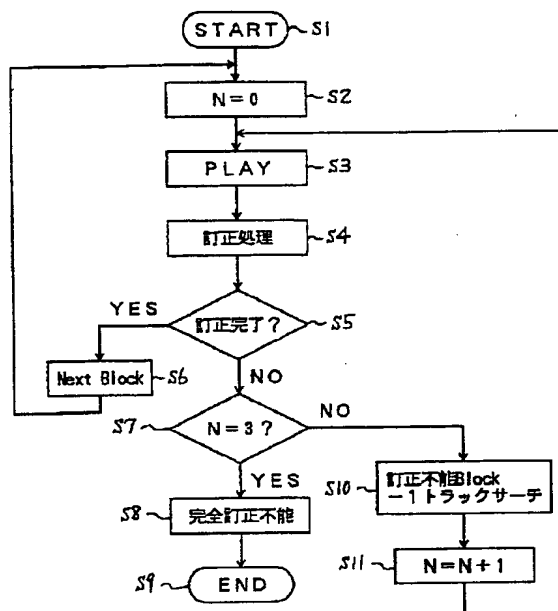 START
S1
N=0
S2
PLAY
S3
訂正処理
S4
YES
訂正完了?
S5
Next Block
S6
NO
S7
N=3?
NO
YES
S8
完全訂正不能
S9
END
S10
訂正不能Block
-1トラックサーチ
S11
N=N+1